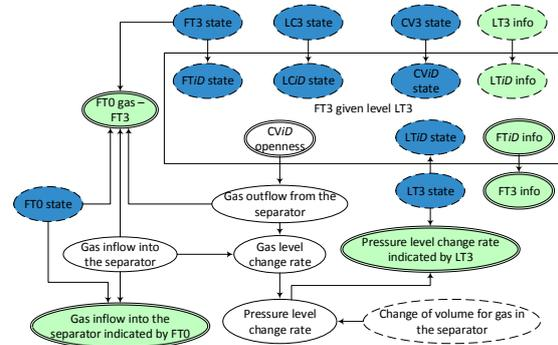 FT3 state
LC3 state
CV3 state
LT3 info
FTiD state
LCiD state
CViD
state
LTiD info
FT3 given level LT3
FT0 gas –
FT3
CViD
openness
LTiD state
FTiD info
FT0 state
Gas outflow from the
separator
LT3 state
FT3 info
Gas inflow into
the separator
Gas level
change rate
Pressure level change rate
indicated by LT3
Gas inflow into the
separator indicated by FT0
Pressure level
change rate
Change of volume for gas in
the separator